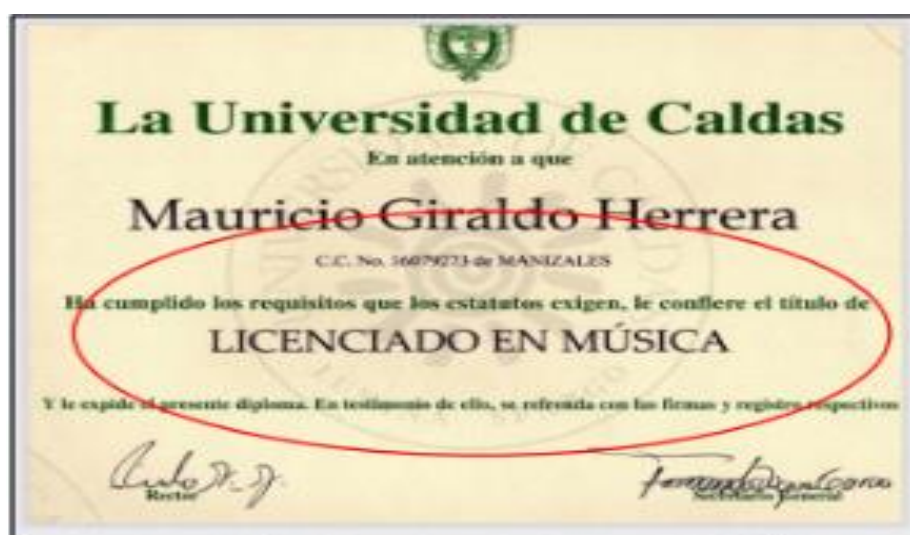 La Universidad de Caldas
En atención a que
Mauricio Giraldo Herrera
C.C. No. 16079273 de MANIZALES
Ha cumplido los requisitos que los estatutos exigen, le confiere el título de
LICENCIADO EN MÚSICA
Y le expide el presente diploma. En testimonio de ello, se refrenda con las firmas y registro respectivos
Rector
Secretario General